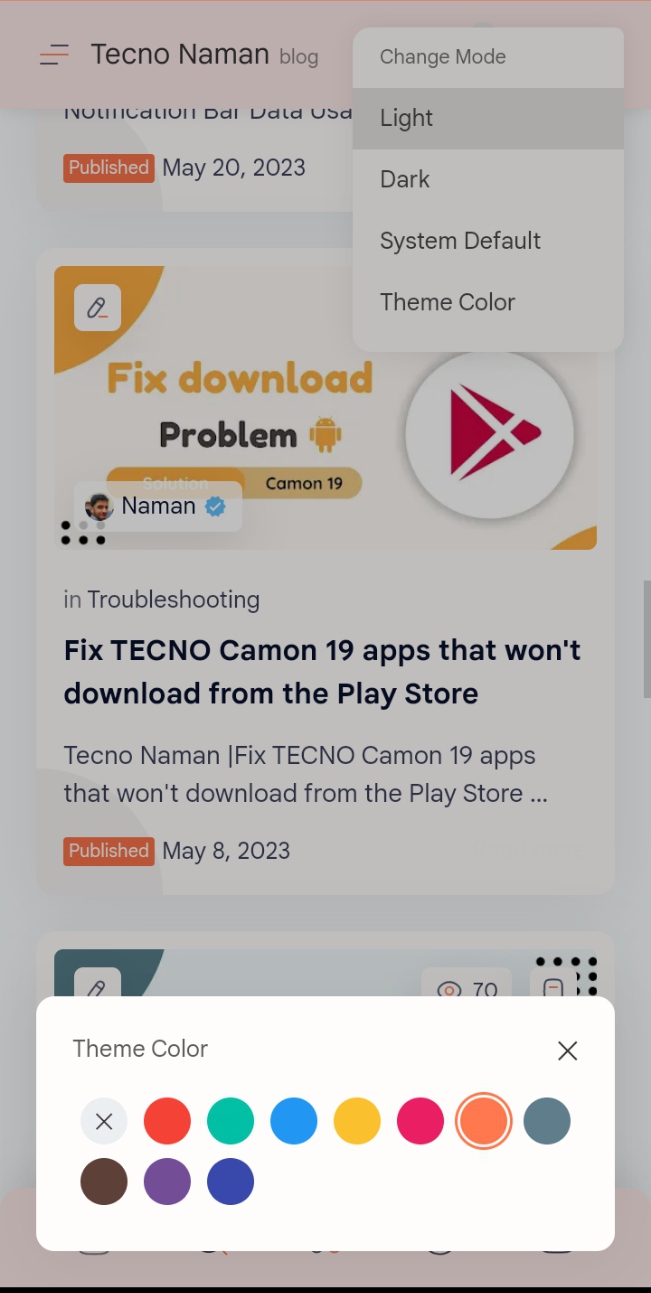 Tecno Naman blog
Change Mode
Light
Dark
System Default
Theme Color
Notification Bar Data Usa
Published May 20, 2023
Fix download
Problem
Solution Camon 19
Naman
in Troubleshooting
Fix TECNO Camon 19 apps that won't
download from the Play Store
Tecno Naman |Fix TECNO Camon 19 apps
that won't download from the Play Store ...
Published May 8, 2023
70
Theme Color